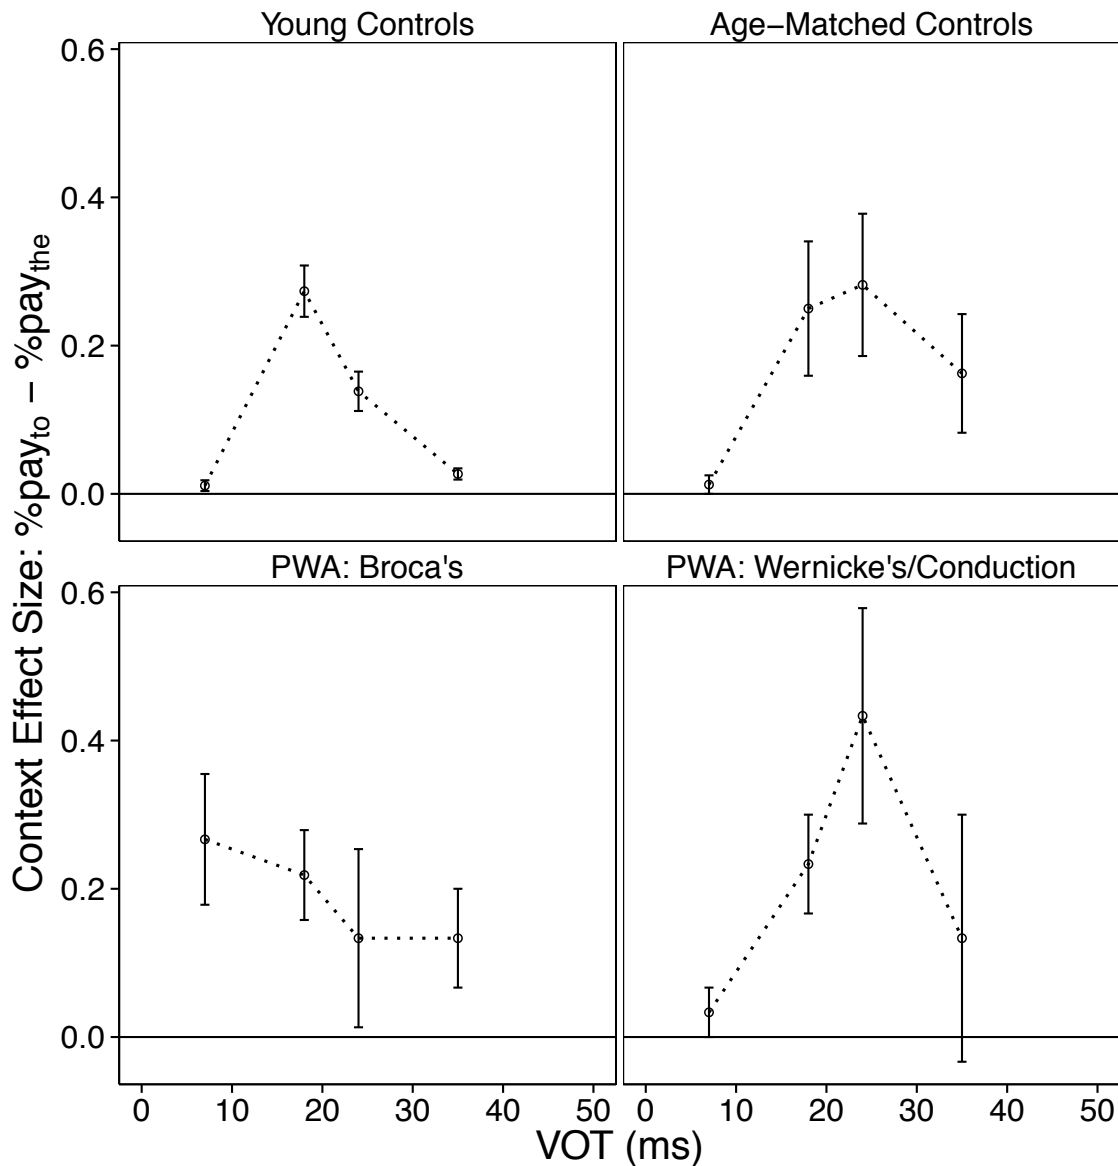 Young Controls
Age−Matched Controls
0.6
0.4
0.2
0.0
Context Effect Size: %pay_to − %pay_the
PWA: Broca's
PWA: Wernicke's/Conduction
0.6
0.4
0.2
0.0
0 10 20 30 40 50
0 10 20 30 40 50
VOT (ms)